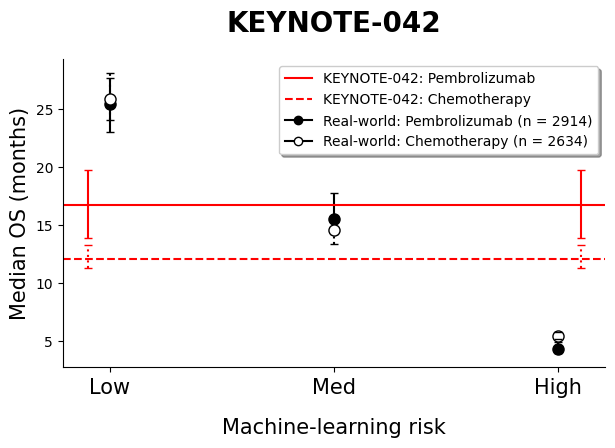 KEYNOTE-042
KEYNOTE-042: Pembrolizumab
KEYNOTE-042: Chemotherapy
Real-world: Pembrolizumab (n = 2914)
Real-world: Chemotherapy (n = 2634)
Median OS (months)
25
20
15
10
5
Low Med High
Machine-learning risk